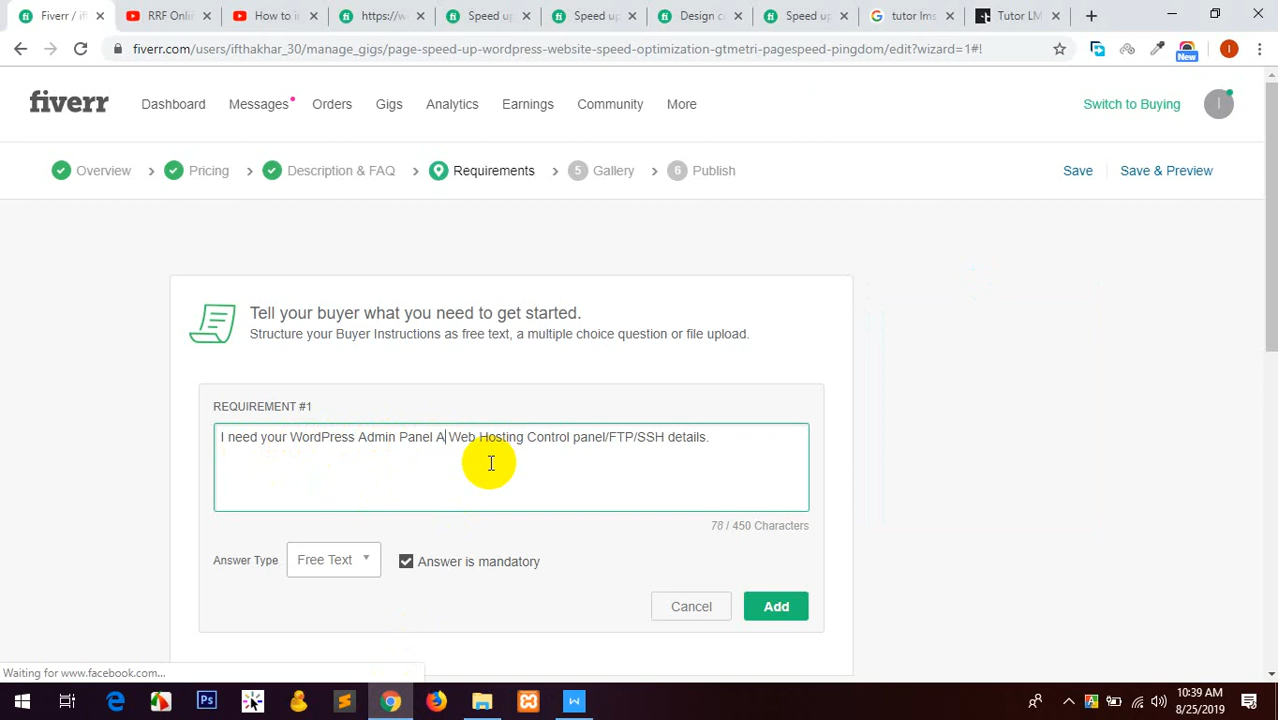 Fiverr / ift
RRF Onli
How to i
https://w
Speed up
Speed up
Design c
Speed up
tutor lms
Tutor LM
fiverr.com/users/ifthakhar_30/manage_gigs/page-speed-up-wordpress-website-speed-optimization-gtmetri-pagespeed-pingdom/edit?wizard=1#!
New
I
fiverr
Dashboard
Messages
Orders
Gigs
Analytics
Earnings
Community
More
Switch to Buying
I
Overview
Pricing
Description & FAQ
Requirements
5 Gallery
6 Publish
Save
Save & Preview
Tell your buyer what you need to get started.
Structure your Buyer Instructions as free text, a multiple choice question or file upload.
REQUIREMENT #1
I need your WordPress Admin Panel A Web Hosting Control panel/FTP/SSH details.
78 / 450 Characters
Answer Type
Free Text
Answer is mandatory
Cancel
Add
Waiting for www.facebook.com...
Ps
W
10:39 AM
8/25/2019